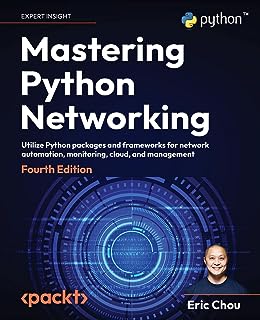 EXPERT INSIGHT
python™
Mastering
Python
Networking
Utilize Python packages and frameworks for network
automation, monitoring, cloud, and management
Fourth Edition
<packt>
Eric Chou